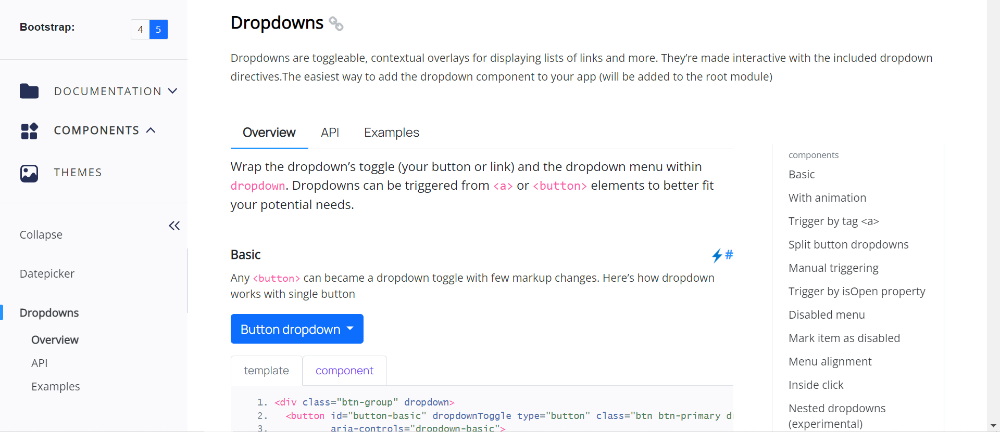 Bootstrap:
4 5
DOCUMENTATION
COMPONENTS
THEMES
Collapse
Datepicker
Dropdowns
Overview
API
Examples
Dropdowns
Dropdowns are toggleable, contextual overlays for displaying lists of links and more. They’re made interactive with the included dropdown
directives.The easiest way to add the dropdown component to your app (will be added to the root module)
Overview API Examples
Wrap the dropdown’s toggle (your button or link) and the dropdown menu within
dropdown. Dropdowns can be triggered from <a> or <button> elements to better fit
your potential needs.
Basic #
Any <button> can became a dropdown toggle with few markup changes. Here’s how dropdown
works with single button
Button dropdown
template component
1. <div class="btn-group" dropdown>
2. <button id="button-basic" dropdownToggle type="button" class="btn btn-primary
3. aria-controls="dropdown-basic">
components
Basic
With animation
Trigger by tag <a>
Split button dropdowns
Manual triggering
Trigger by isOpen property
Disabled menu
Mark item as disabled
Menu alignment
Inside click
Nested dropdowns
(experimental)